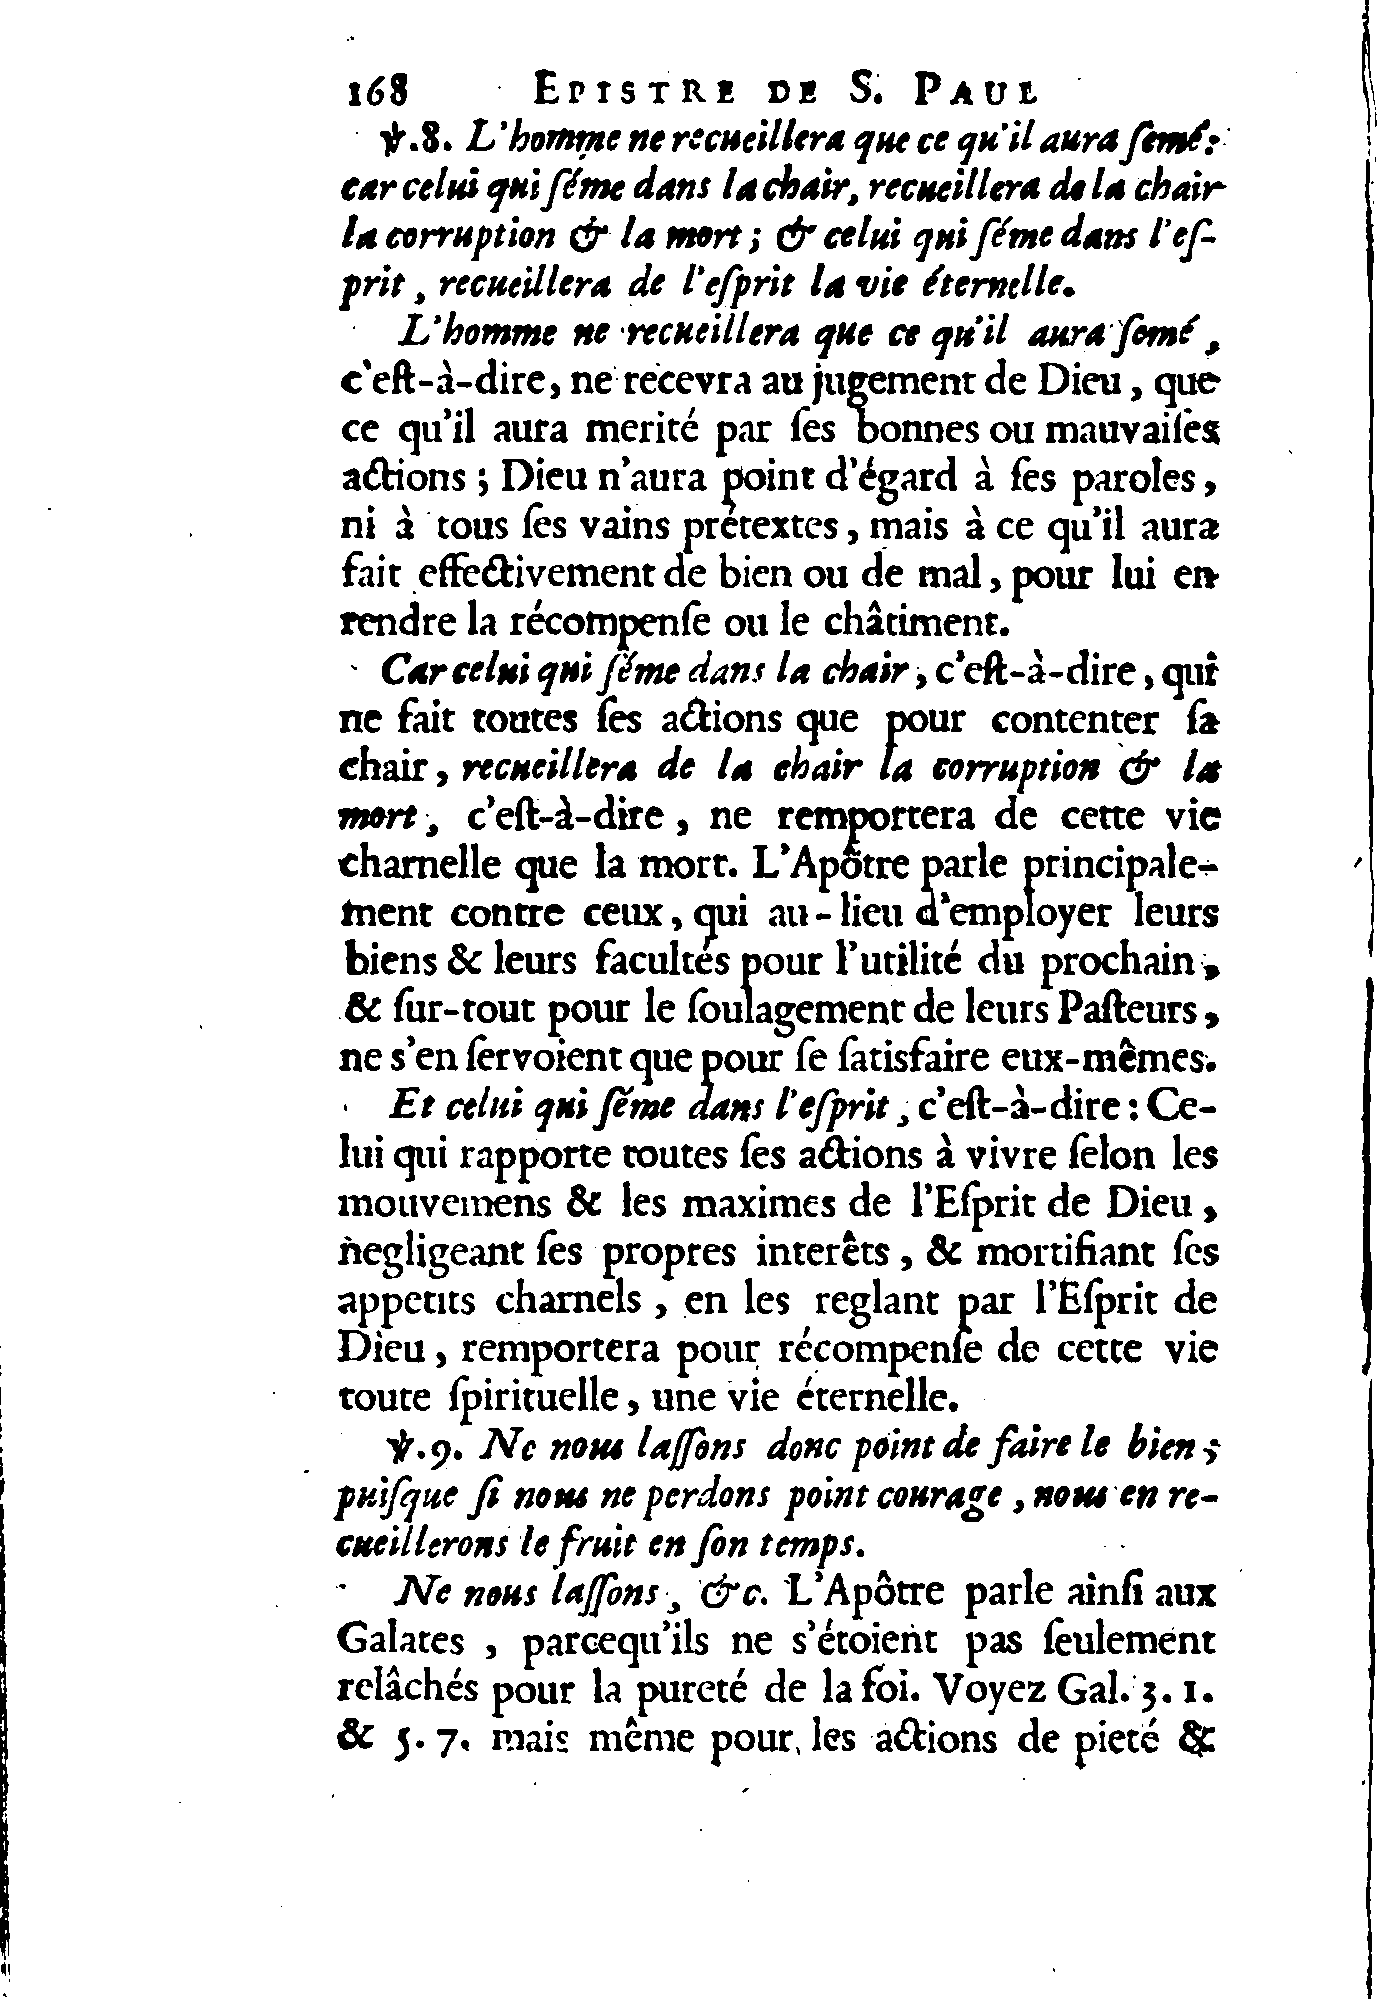 168 EPISTRE DE S. PAUL
℣.8. L'homme ne recueillera que ce qu'il aura ſemé:
car celui qui ſéme dans la chair, recueillera de la chair
la corruption & la mort; & celui qui ſéme dans l'eſ-
prit, recueillera de l'eſprit la vie éternelle.
L'homme ne recueillera que ce qu'il aura ſemé,
c'eſt-à-dire, ne recevra au jugement de Dieu, que
ce qu'il aura merité par ſes bonnes ou mauvaiſes
actions; Dieu n'aura point d'égard à ſes paroles,
ni à tous ſes vains prétextes, mais à ce qu'il aura
fait effectivement de bien ou de mal, pour lui en
rendre la récompenſe ou le châtiment.
Car celui qui ſéme dans la chair, c'eſt-à-dire, qui
ne fait toutes ſes actions que pour contenter ſa
chair, recueillera de la chair la corruption & la
mort, c'eſt-à-dire, ne remportera de cette vie
charnelle que la mort. L'Apôtre parle principale-
ment contre ceux, qui au-lieu d'employer leurs
biens & leurs facultés pour l'utilité du prochain,
& ſur-tout pour le ſoulagement de leurs Paſteurs,
ne s'en ſervoient que pour ſe ſatisfaire eux-mêmes.
Et celui qui ſéme dans l'eſprit, c'eſt-à-dire: Ce-
lui qui rapporte toutes ſes actions à vivre ſelon les
mouvemens & les maximes de l'Eſprit de Dieu,
negligeant ſes propres interêts, & mortifiant ſes
appetits charnels, en les reglant par l'Eſprit de
Dieu, remportera pour récompenſe de cette vie
toute ſpirituelle, une vie éternelle.
℣.9. Ne nous laſſons donc point de faire le bien;
puiſque ſi nous ne perdons point courage, nous en re-
cueillerons le fruit en ſon temps.
Ne nous laſſons, &c. L'Apôtre parle ainſi aux
Galates, parcequ'ils ne s'étoient pas ſeulement
relâchés pour la pureté de la foi. Voyez Gal. 3. 1.
& 5. 7. mais même pour les actions de pieté &